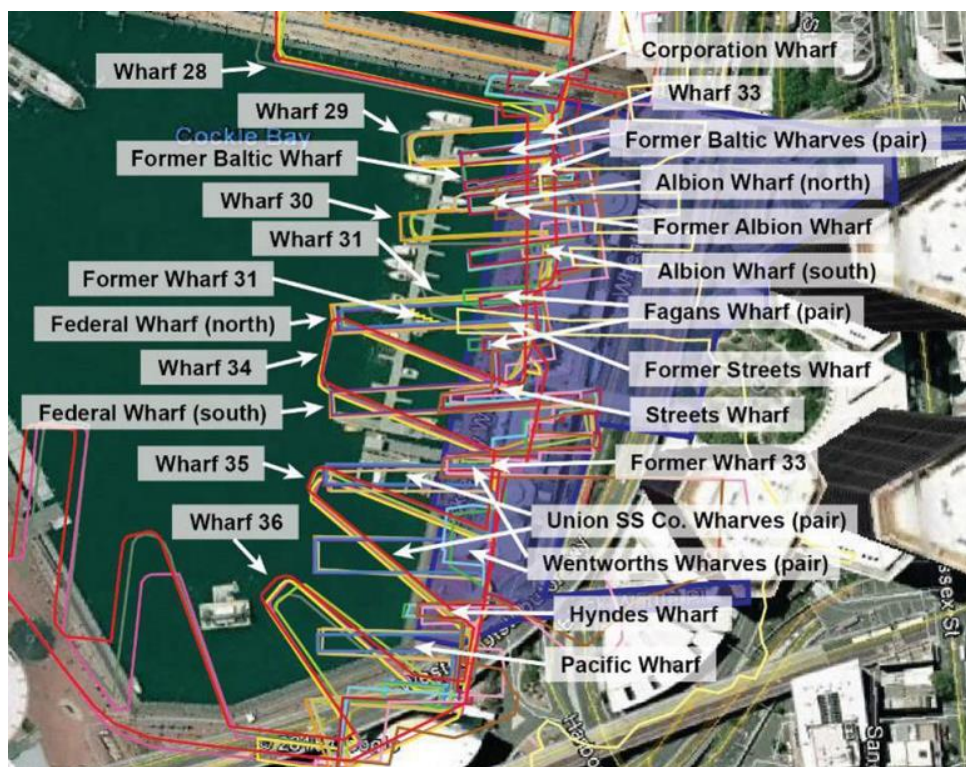 Corporation Wharf
Wharf 28
Wharf 33
Wharf 29
Cockle Bay
Former Baltic Wharves (pair)
Former Baltic Wharf
Albion Wharf (north)
Wharf 30
Former Albion Wharf
Wharf 31
Albion Wharf (south)
Former Wharf 31
Fagans Wharf (pair)
Federal Wharf (north)
Wharf 34
Former Streets Wharf
Federal Wharf (south)
Streets Wharf
Wharf 35
Former Wharf 33
Wharf 36
Union SS Co. Wharves (pair)
Wentworths Wharves (pair)
ssex St
Hyndes Wharf
Pacific Wharf